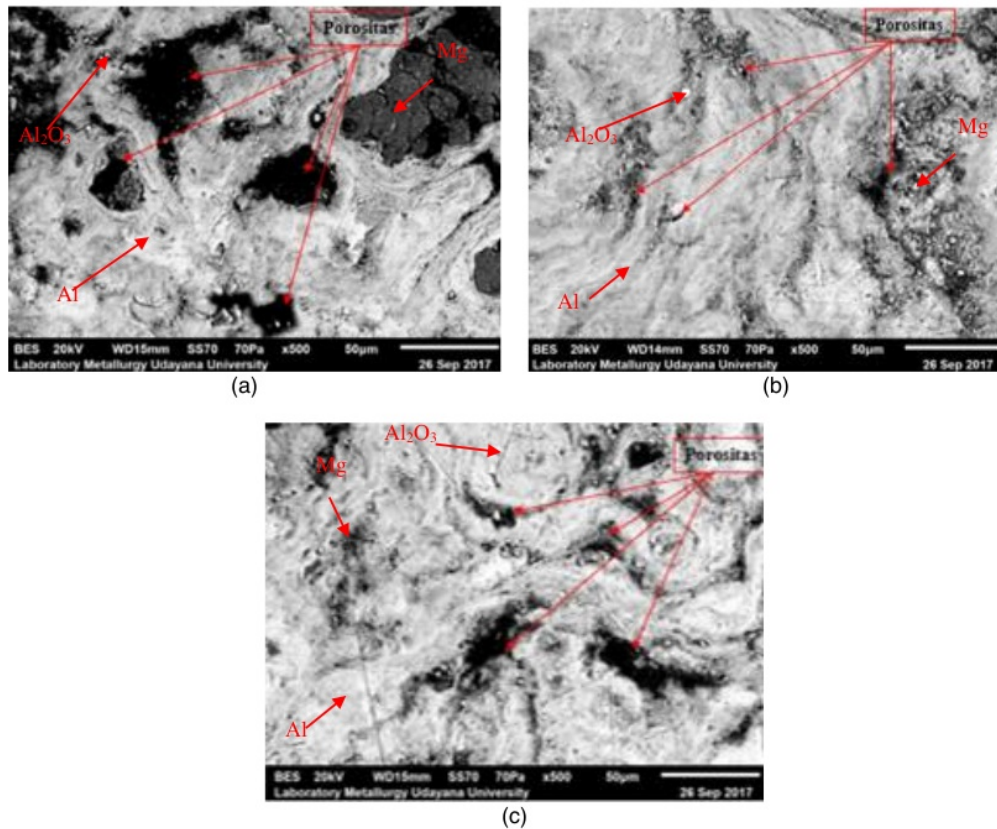 Porositas
Mg
Al₂O₃
Al
BES 20kV WD15mm SS70 70Pa x500 50µm
Laboratory Metallurgy Udayana University 26 Sep 2017
(a)
Porositas
Al₂O₃
Mg
Al
BES 20kV WD14mm SS70 70Pa x500 50µm
Laboratory Metallurgy Udayana University 26 Sep 2017
(b)
Al₂O₃
Porositas
Mg
Al
BES 20kV WD15mm SS70 70Pa x500 50µm
Laboratory Metallurgy Udayana University 26 Sep 2017
(c)